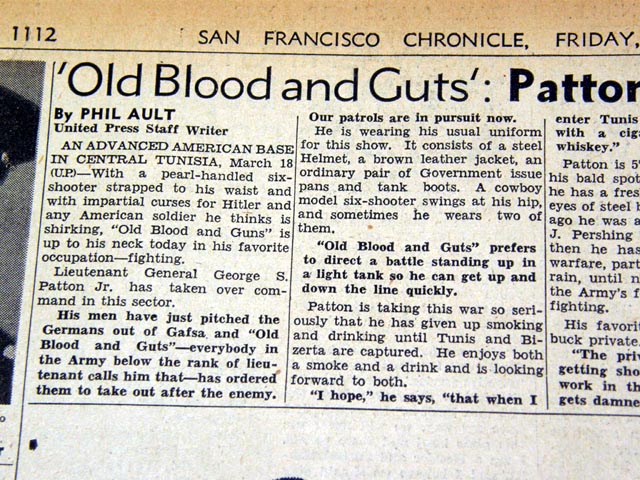 1112 SAN FRANCISCO CHRONICLE, FRIDAY,
'Old Blood and Guts': Patton
By PHIL AULT
United Press Staff Writer
AN ADVANCED AMERICAN BASE
IN CENTRAL TUNISIA, March 18
(U.P.)—With a pearl-handled six-
shooter strapped to his waist and
with impartial curses for Hitler and
any American soldier he thinks is
shirking, "Old Blood and Guns" is
up to his neck today in his favorite
occupation—fighting.
Lieutenant General George S.
Patton Jr. has taken over com-
mand in this sector.
His men have just pitched the
Germans out of Gafsa and "Old
Blood and Guts"—everybody in
the Army below the rank of lieu-
tenant calls him that—has ordered
them to take out after the enemy.
Our patrols are in pursuit now.
He is wearing his usual uniform
for this show. It consists of a steel
Helmet, a brown leather jacket, an
ordinary pair of Government issue
pans and tank boots. A cowboy
model six-shooter swings at his hip,
and sometimes he wears two of
them.
"Old Blood and Guts" prefers
to direct a battle standing up in
a light tank so he can get up and
down the line quickly.
Patton is taking this war so seri-
ously that he has given up smoking
and drinking until Tunis and Bi-
zerta are captured. He enjoys both
a smoke and a drink and is looking
forward to both.
"I hope," he says, "that when I
enter Tunis
with a ciga
whiskey."
Patton is 5'
his bald spot
he has a fres
eyes of steel b
ago he was a
J. Pershing
then he has
warfare, part
rain, until n
the Army's f
fighting.
His favori
buck private.
"The priv
getting sho
work in th
gets damne